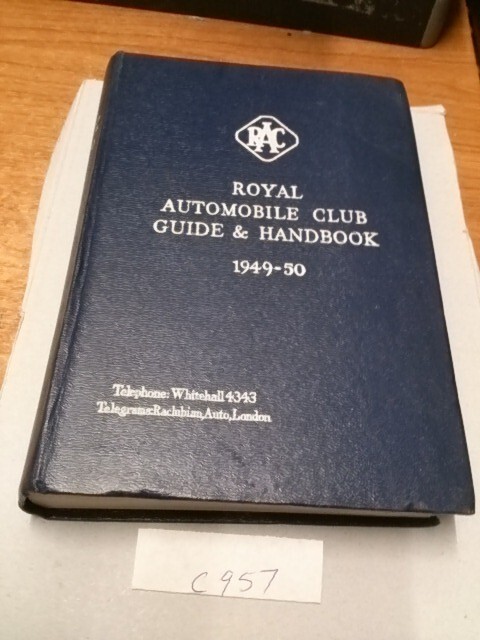 RAC
ROYAL
AUTOMOBILE CLUB
GUIDE & HANDBOOK
1949-50
Telephone: Whitehall 4343
Telegrams: Raclubian, Auto, London
C957